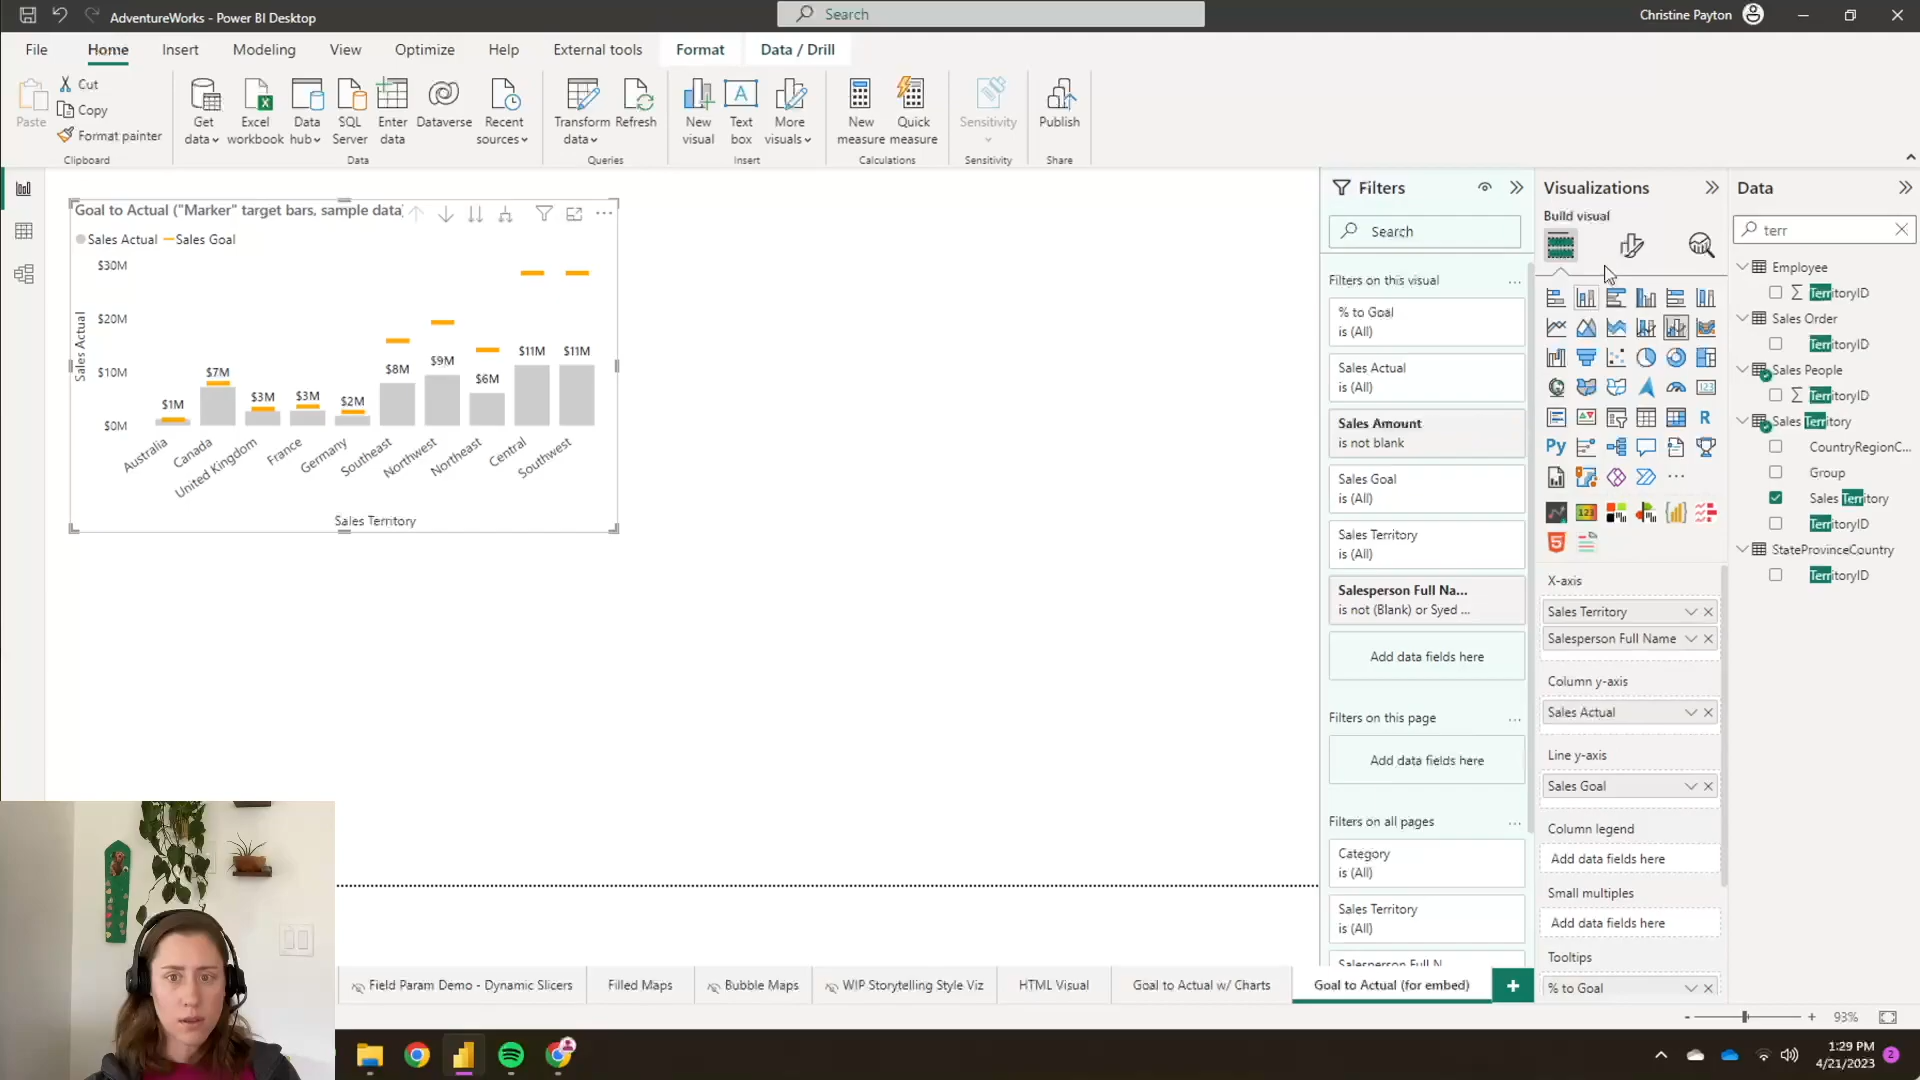 AdventureWorks - Power BI Desktop
Search
Christine Payton
File
Home
Insert
Modeling
View
Optimize
Help
External tools
Format
Data / Drill
Paste
Cut
Copy
Format painter
Clipboard
Get data
Excel workbook
Data hub
SQL Server
Enter data
Dataverse
Recent sources
Data
Transform data
Refresh
Queries
New visual
Text box
More visuals
Insert
New measure
Quick measure
Calculations
Sensitivity
Sensitivity
Publish
Share
Goal to Actual ("Marker" target bars, sample data)
Sales Actual
Sales Goal
$30M
$20M
$10M
$0M
Sales Actual
$1M
$7M
$3M
$3M
$2M
$8M
$9M
$6M
$11M
$11M
Australia
Canada
United Kingdom
France
Germany
Southeast
Northwest
Northeast
Central
Southwest
Sales Territory
Filters
Search
Filters on this visual
% to Goal
is (All)
Sales Actual
is (All)
Sales Amount
is not blank
Sales Goal
is (All)
Sales Territory
is (All)
Salesperson Full Na...
is not (Blank) or Syed ...
Add data fields here
Filters on this page
Add data fields here
Filters on all pages
Category
is (All)
Sales Territory
is (All)
Salesperson Full N
Visualizations
Build visual
123
R
Py
123
5
X-axis
Sales Territory
Salesperson Full Name
Column y-axis
Sales Actual
Line y-axis
Sales Goal
Column legend
Add data fields here
Small multiples
Add data fields here
Tooltips
% to Goal
Data
terr
Employee
TerritoryID
Sales Order
TerritoryID
Sales People
TerritoryID
Sales Territory
CountryRegionC...
Group
Sales Territory
TerritoryID
StateProvinceCountry
TerritoryID
Field Param Demo - Dynamic Slicers
Filled Maps
Bubble Maps
WIP Storytelling Style Viz
HTML Visual
Goal to Actual w/ Charts
Goal to Actual (for embed)
+
- + 93%
1:29 PM
4/21/2023
2